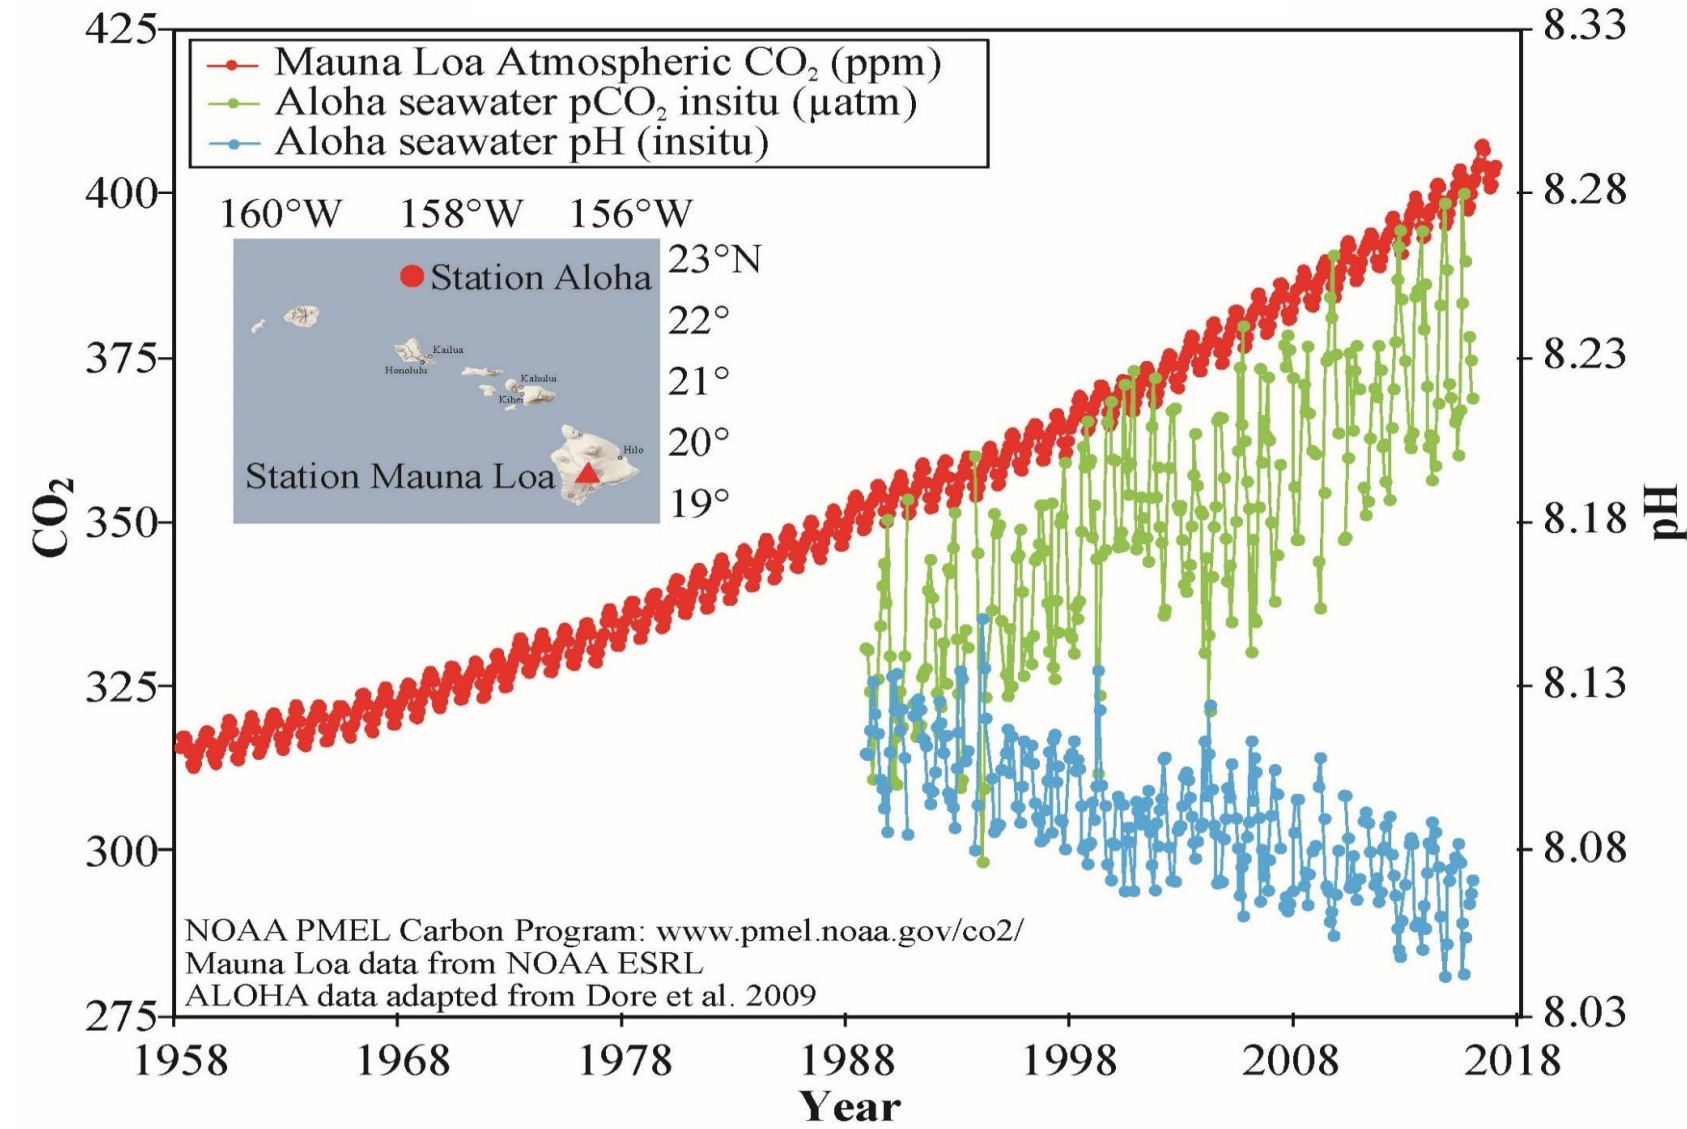 425
8.33
Mauna Loa Atmospheric CO₂ (ppm)
Aloha seawater pCO₂ insitu (µatm)
Aloha seawater pH (insitu)
400
8.28
160°W 158°W 156°W
23°N
Station Aloha
22°
Kailua
Honolulu
375
8.23
21°
Kahului
Kihei
20°
Hilo
Station Mauna Loa
19°
CO₂
350
8.18
pH
325
8.13
300
8.08
NOAA PMEL Carbon Program: www.pmel.noaa.gov/co2/
Mauna Loa data from NOAA ESRL
ALOHA data adapted from Dore et al. 2009
275
8.03
1958 1968 1978 1988 1998 2008 2018
Year